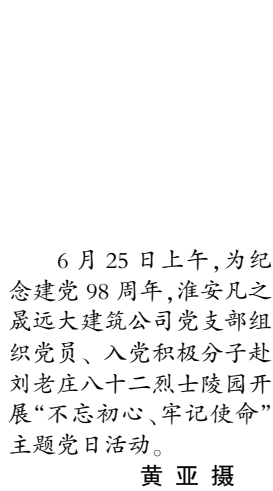 6 月 25 日上午，为纪
念建党 98 周年，淮安凡之
晟远大建筑公司党支部组
织党员、入党积极分子赴
刘老庄八十二烈士陵园开
展“不忘初心、牢记使命”
主题党日活动。
黄 亚 摄